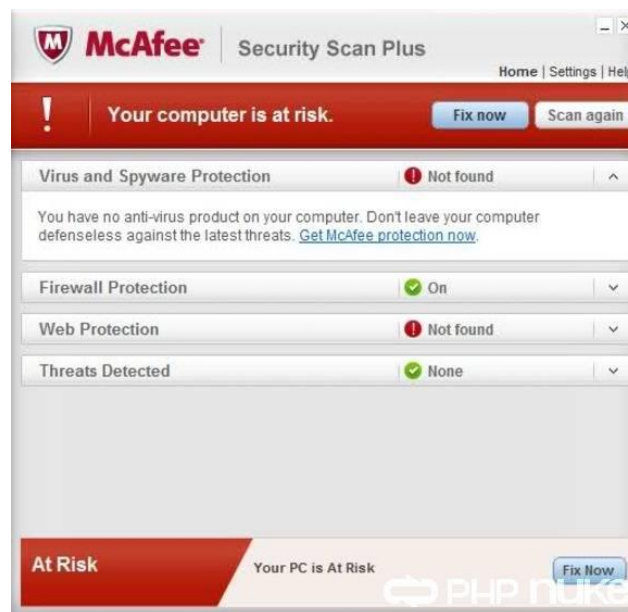 McAfee Security Scan Plus
Home | Settings | Help
! Your computer is at risk. Fix now Scan again
Virus and Spyware Protection Not found
You have no anti-virus product on your computer. Don't leave your computer
defenseless against the latest threats. Get McAfee protection now.
Firewall Protection On
Web Protection Not found
Threats Detected None
At Risk Your PC is At Risk Fix Now
PHP nuke